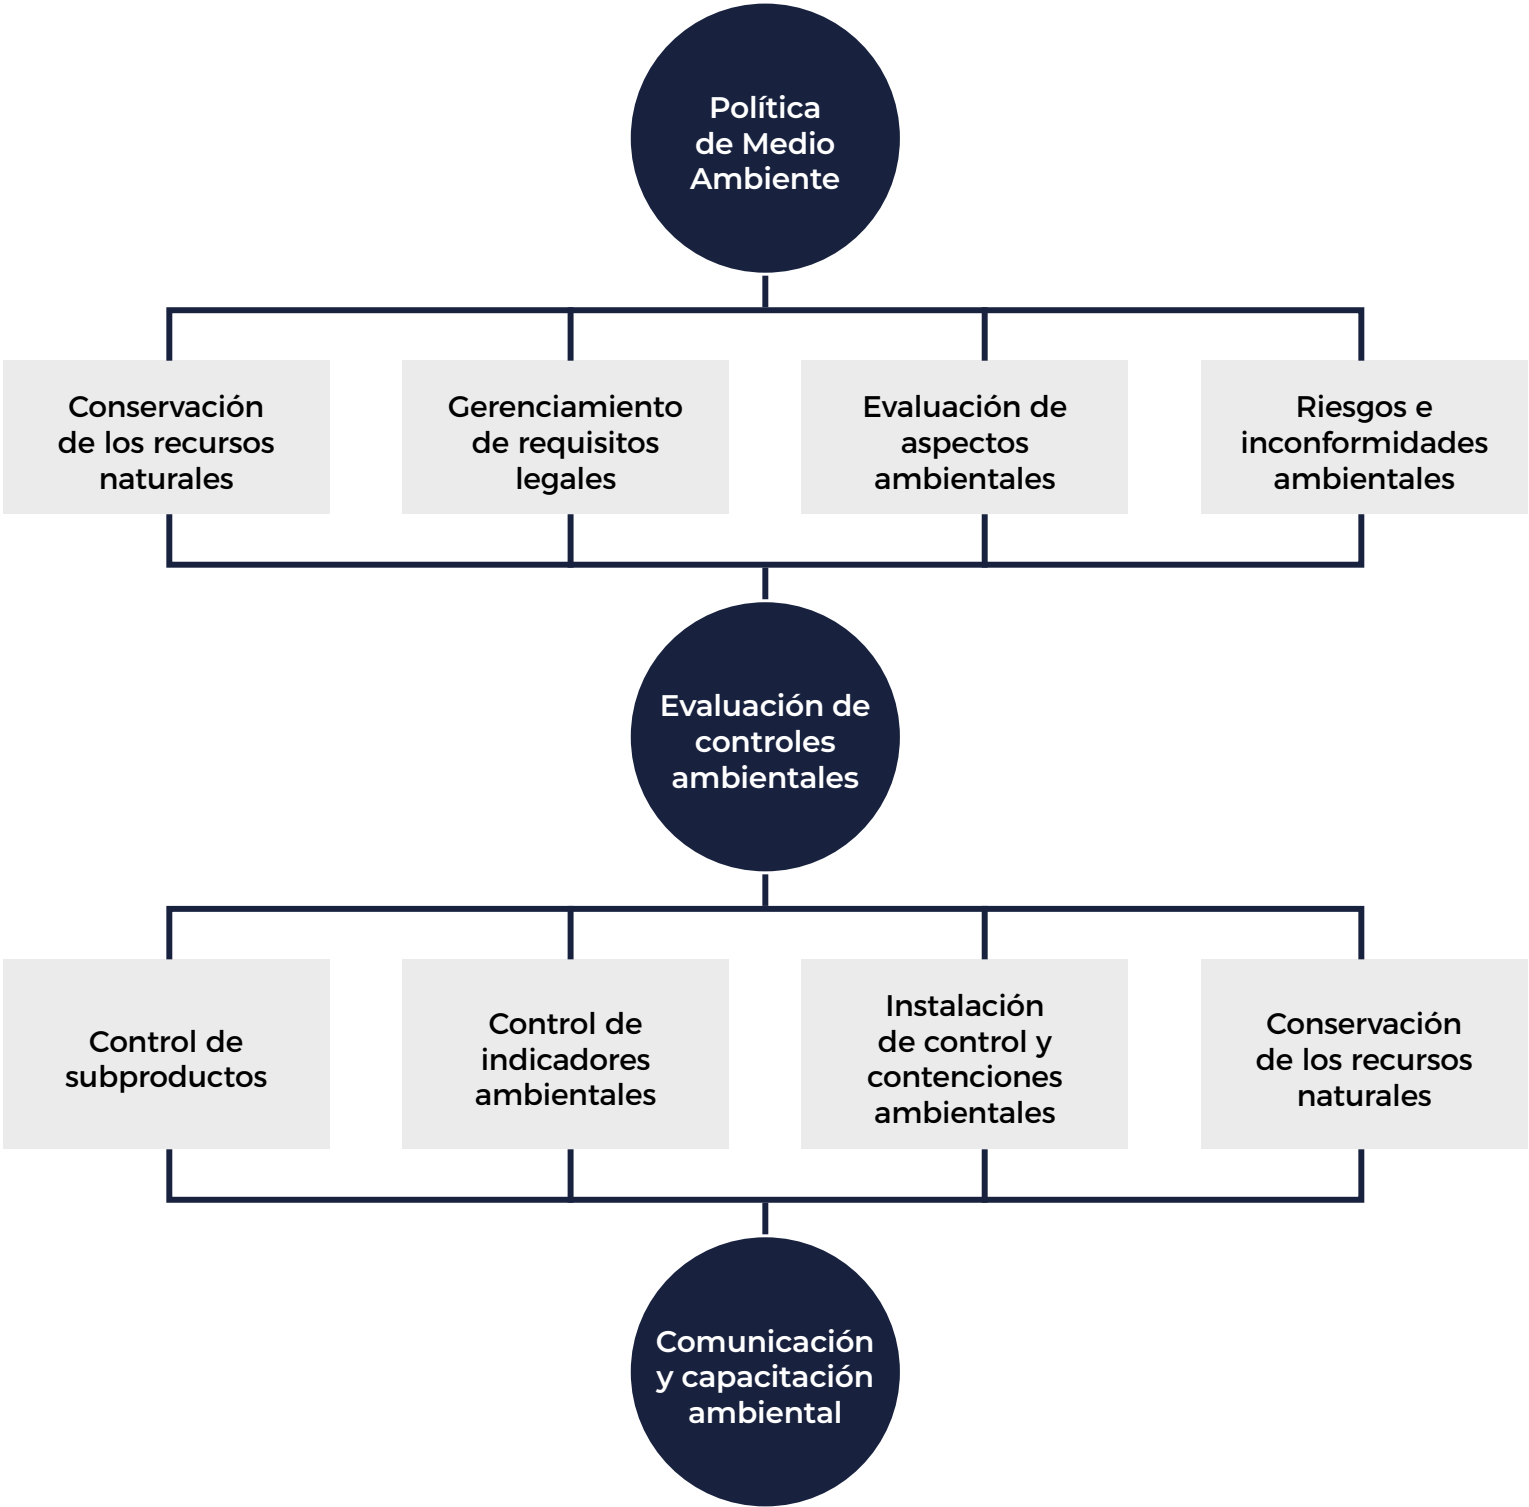 Política
de Medio
Ambiente
Conservación
de los recursos
naturales
Gerenciamiento
de requisitos
legales
Evaluación de
aspectos
ambientales
Riesgos e
inconformidades
ambientales
Evaluación de
controles
ambientales
Control de
subproductos
Control de
indicadores
ambientales
Instalación
de control y
contenciones
ambientales
Conservación
de los recursos
naturales
Comunicación
y capacitación
ambiental